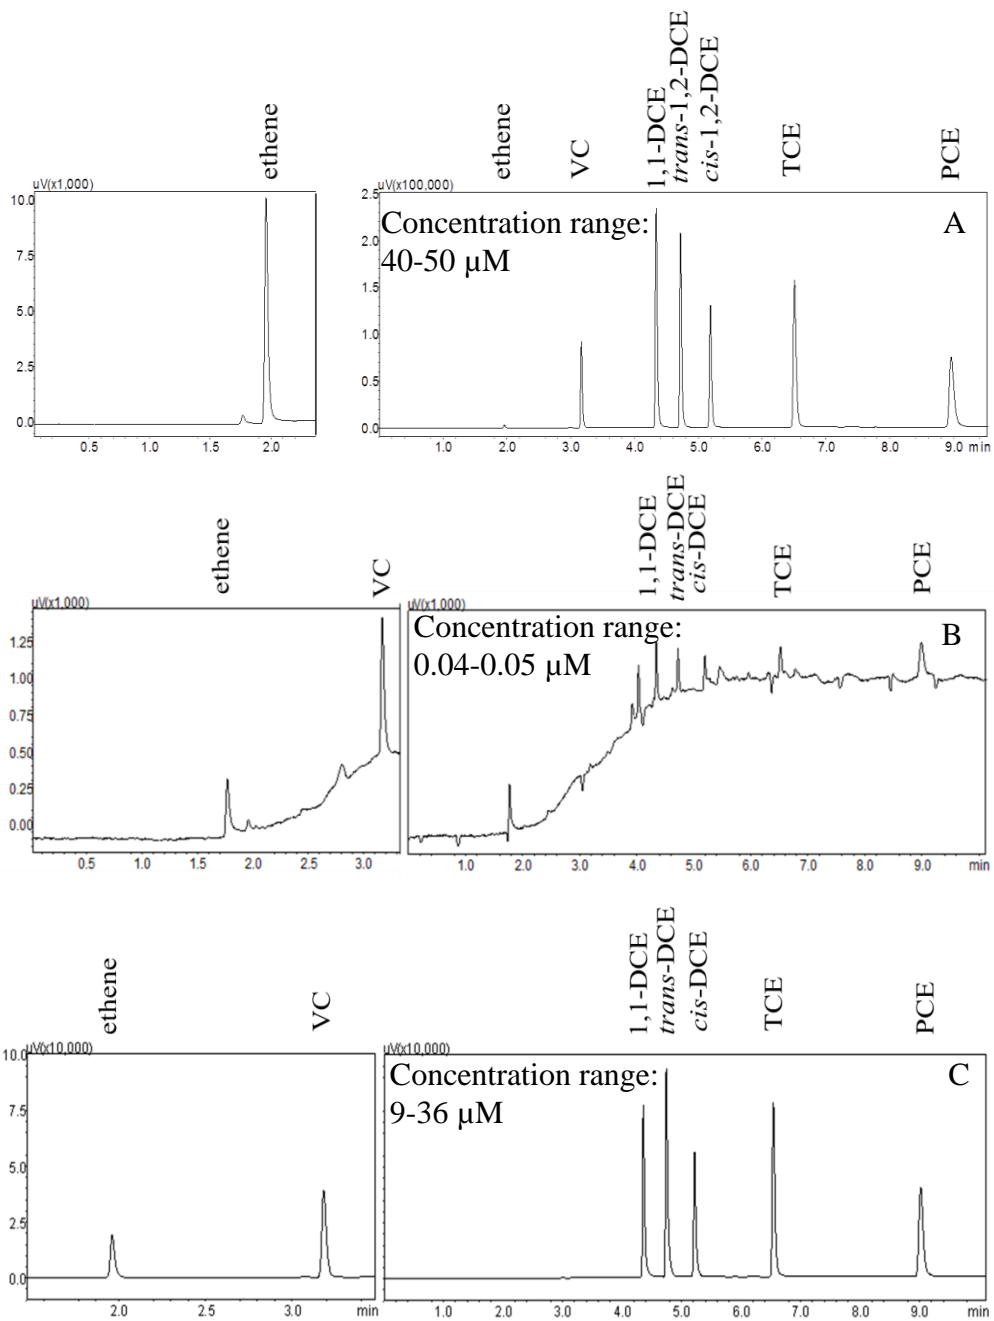 ethene
ethene
VC
1,1-DCE
trans-1,2-DCE
cis-1,2-DCE
TCE
PCE
uV(x1,000)
10.0
7.5
5.0
2.5
0.0
0.5 1.0 1.5 2.0
uV(x100,000)
2.5
2.0
1.5
1.0
0.5
0.0
Concentration range:
40-50 µM
A
1.0 2.0 3.0 4.0 5.0 6.0 7.0 8.0 9.0 min
ethene
VC
1,1-DCE
trans-DCE
cis-DCE
TCE
PCE
uV(x1,000)
1.25
1.00
0.75
0.50
0.25
0.00
0.5 1.0 1.5 2.0 2.5 3.0
uV(x1,000)
Concentration range:
0.04-0.05 µM
B
1.0 2.0 3.0 4.0 5.0 6.0 7.0 8.0 9.0 min
ethene
VC
1,1-DCE
trans-DCE
cis-DCE
TCE
PCE
uV(x10,000)
10.0
7.5
5.0
2.5
0.0
2.0 2.5 3.0 min
uV(x10,000)
Concentration range:
9-36 µM
C
1.0 2.0 3.0 4.0 5.0 6.0 7.0 8.0 9.0 min